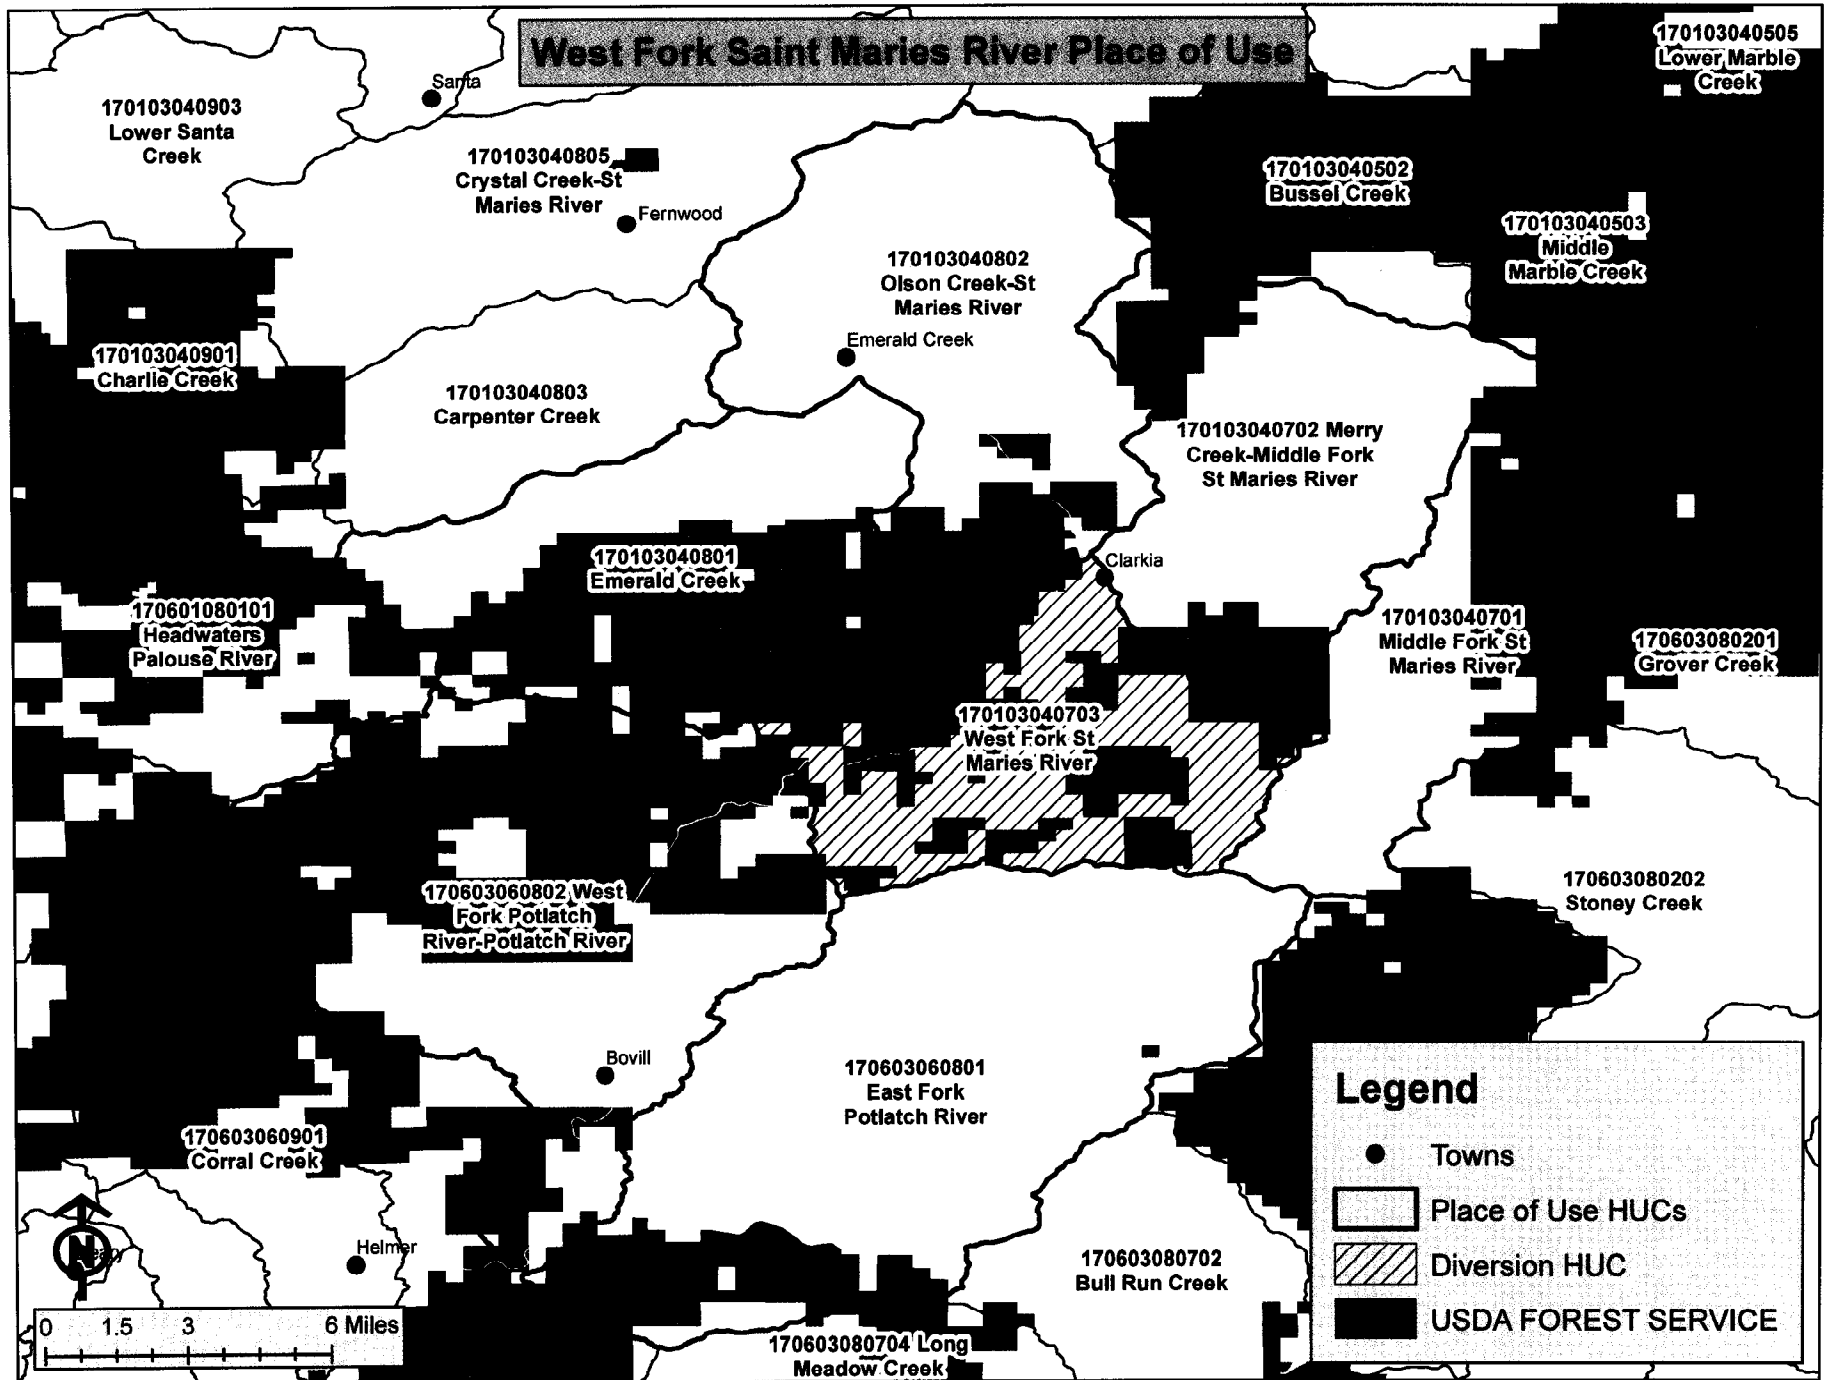 West Fork Saint Maries River Place of Use
170103040505
Lower Marble
Creek
Santa
170103040903
Lower Santa
Creek
170103040805
Crystal Creek-St
Maries River
Fernwood
170103040502
Bussel Creek
170103040503
Middle
Marble Creek
170103040802
Olson Creek-St
Maries River
Emerald Creek
170103040901
Charlie Creek
170103040803
Carpenter Creek
170103040702 Merry
Creek-Middle Fork
St Maries River
170103040801
Emerald Creek
Clarkia
170601080101
Headwaters
Palouse River
170103040701
Middle Fork St
Maries River
170603080201
Grover Creek
170103040703
West Fork St
Maries River
170603060802 West
Fork Potlatch
River-Potlatch River
170603080202
Stoney Creek
Bovill
170603060801
East Fork
Potlatch River
170603060901
Corral Creek
N
Helmer
170603080702
Bull Run Creek
170603080704 Long
Meadow Creek
0 1.5 3 6 Miles
Legend
Towns
Place of Use HUCs
Diversion HUC
USDA FOREST SERVICE